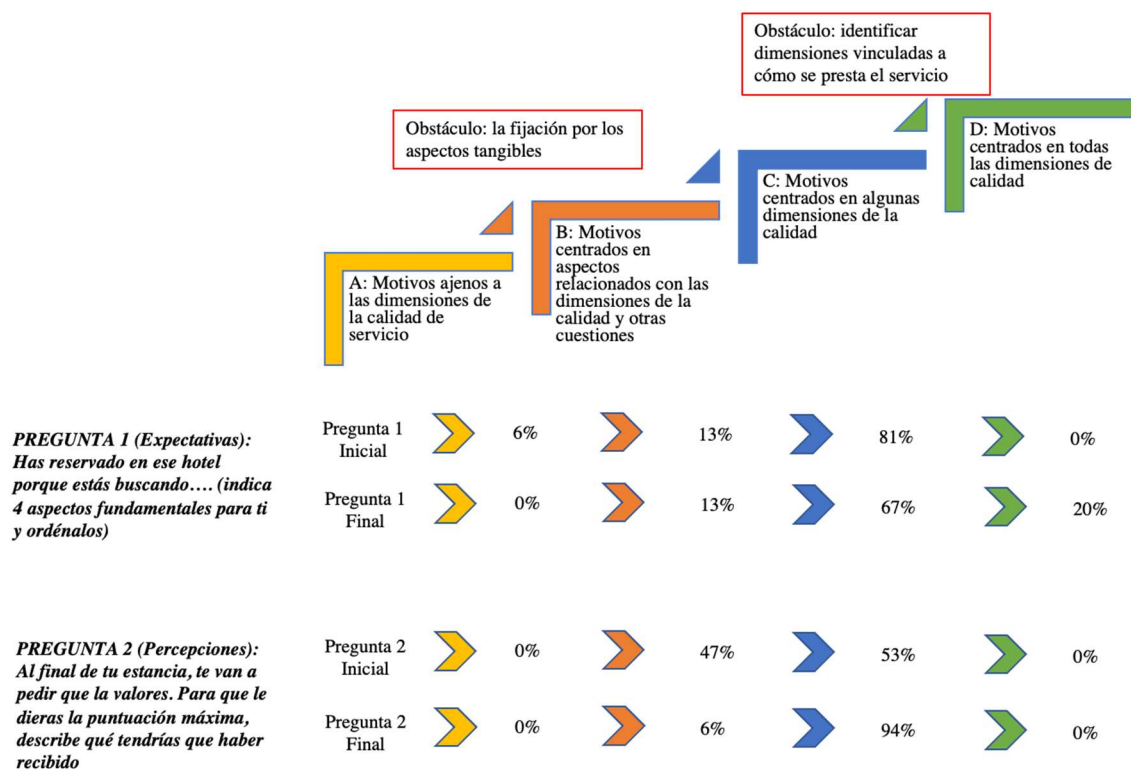 Obstáculo: identificar
dimensiones vinculadas a
cómo se presta el servicio
Obstáculo: la fijación por los
aspectos tangibles
D: Motivos
centrados en todas
las dimensiones de
calidad
C: Motivos
centrados en algunas
dimensiones de la
calidad
B: Motivos
centrados en
aspectos
relacionados con las
dimensiones de la
calidad y otras
cuestiones
A: Motivos ajenos a
las dimensiones de
la calidad de
servicio
PREGUNTA 1 (Expectativas):
Has reservado en ese hotel
porque estás buscando.... (indica
4 aspectos fundamentales para ti
y ordénalos)
Pregunta 1
Inicial
6%
13%
81%
0%
Pregunta 1
Final
0%
13%
67%
20%
PREGUNTA 2 (Percepciones):
Al final de tu estancia, te van a
pedir que la valores. Para que le
dieras la puntuación máxima,
describe qué tendrías que haber
recibido
Pregunta 2
Inicial
0%
47%
53%
0%
Pregunta 2
Final
0%
6%
94%
0%